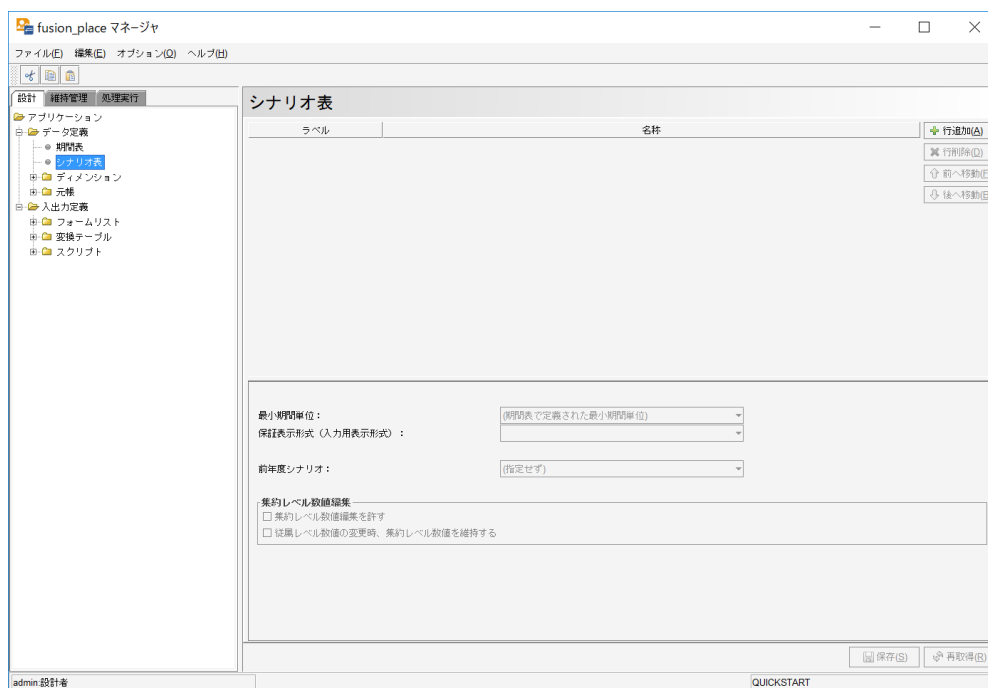 fusion_place マネージャ
ファイル(F) 編集(E) オプション(O) ヘルプ(H)
設計 維持管理 処理実行
アプリケーション
データ定義
期間表
シナリオ表
ディメンション
元帳
入出力定義
フォームリスト
変換テーブル
スクリプト
シナリオ表
ラベル 名称
行追加(A)
行削除(D)
前へ移動(F
後へ移動(B
最小期間単位： (期間表で定義された最小期間単位)
保証表示形式（入力用表示形式）：
前年度シナリオ： (指定せず)
集約レベル数値編集
集約レベル数値編集を許す
従属レベル数値の変更時、集約レベル数値を維持する
保存(S) 再取得(R)
admin:設計者 QUICKSTART